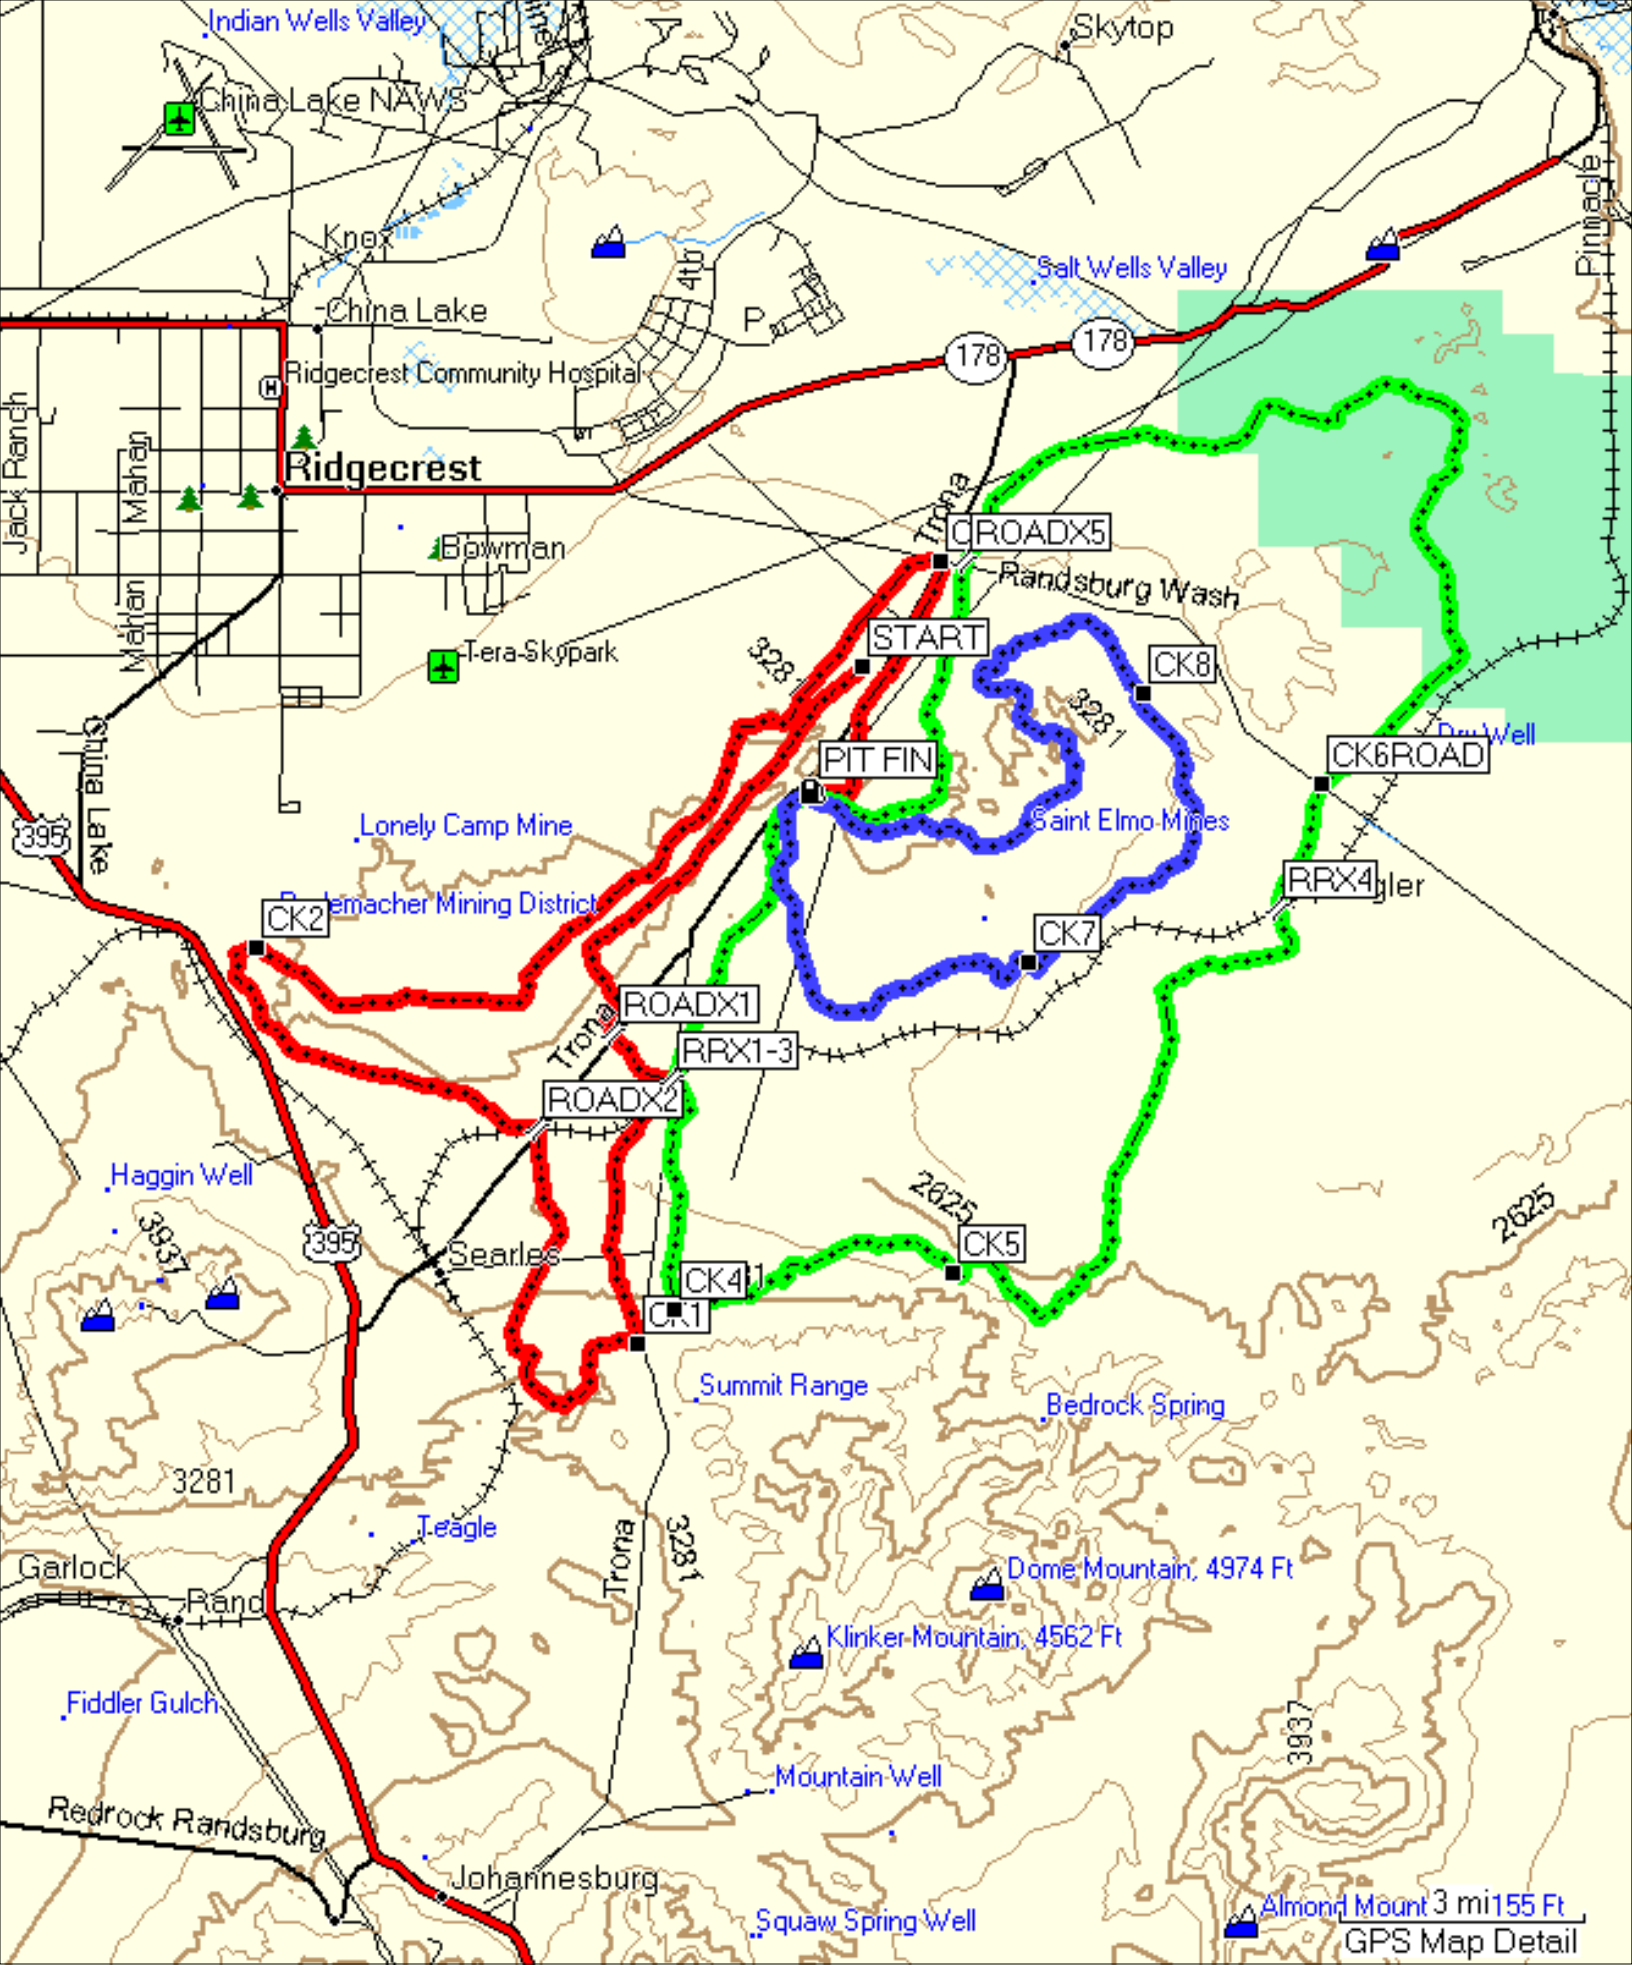 Indian Wells Valley
Skytop
China Lake NAWS
Pinnacle
Knox
4th
Salt Wells Valley
China Lake
P
178
178
Ridgecrest Community Hospital
Jack Ranch
Mahan
Ridgecrest
Trona
ROADX5
Bowman
Randsburg Wash
Mahan
START
Tera Skypark
328
CK8
3281
Dry Well
PIT FIN
CK6ROAD
China Lake
395
Lonely Camp Mine
Saint Elmo Mines
RRX4
gler
CK2
Mining District
CK7
ROADX1
Trona
RRX1-3
ROADX2
Haggin Well
2625
2625
3937
395
Searles
CK5
CK4
CK1
Summit Range
Bedrock Spring
3281
Teagle
Trona
3281
Garlock
Dome Mountain, 4974 Ft
Rand
Klinker Mountain, 4562 Ft
Fiddler Gulch
3937
Mountain Well
Redrock Randsburg
Johannesburg
Almond Mount 3 mi 155 Ft
Squaw Spring Well
GPS Map Detail